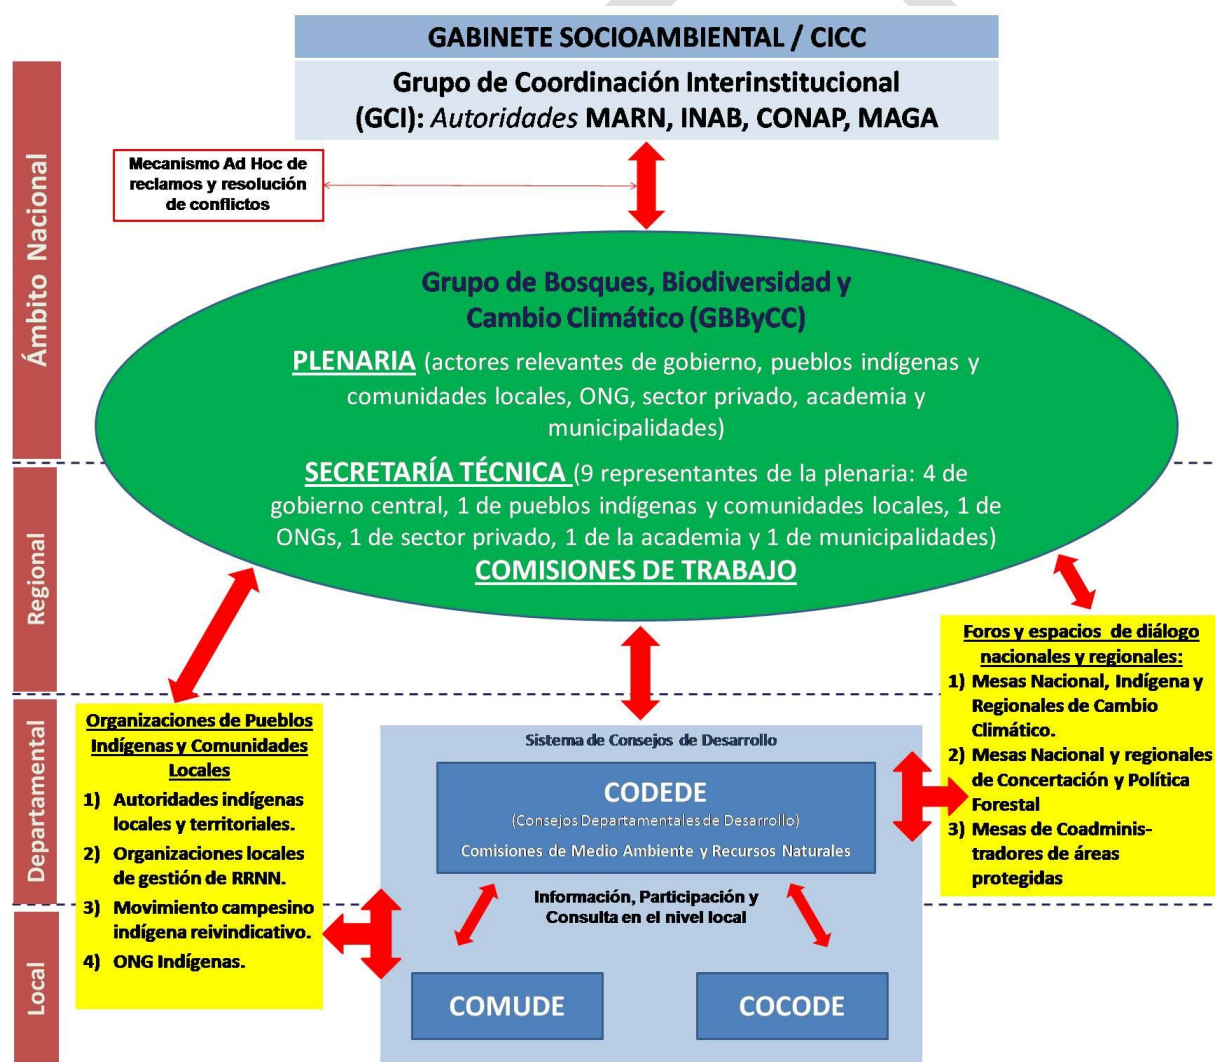 GABINETE SOCIOAMBIENTAL / CICC
Grupo de Coordinación Interinstitucional
(GCI): Autoridades MARN, INAB, CONAP, MAGA
Mecanismo Ad Hoc de
reclamos y resolución
de conflictos
Ámbito Nacional
Grupo de Bosques, Biodiversidad y
Cambio Climático (GBByCC)
PLENARIA (actores relevantes de gobierno, pueblos indígenas y
comunidades locales, ONG, sector privado, academia y
municipalidades)
SECRETARÍA TÉCNICA (9 representantes de la plenaria: 4 de
gobierno central, 1 de pueblos indígenas y comunidades locales, 1 de
ONGs, 1 de sector privado, 1 de la academia y 1 de municipalidades)
COMISIONES DE TRABAJO
Regional
Foros y espacios de diálogo
nacionales y regionales:
1) Mesas Nacional, Indígena y
Regionales de Cambio
Climático.
2) Mesas Nacional y regionales
de Concertación y Política
Forestal
3) Mesas de Coadminis-
tradores de áreas
protegidas
Departamental
Organizaciones de Pueblos
Indígenas y Comunidades
Locales
1) Autoridades indígenas
locales y territoriales.
2) Organizaciones locales
de gestión de RRNN.
3) Movimiento campesino
indígena reivindicativo.
4) ONG Indígenas.
Sistema de Consejos de Desarrollo
CODEDE
(Consejos Departamentales de Desarrollo)
Comisiones de Medio Ambiente y Recursos Naturales
Información, Participación y
Consulta en el nivel local
Local
COMUDE
COCODE